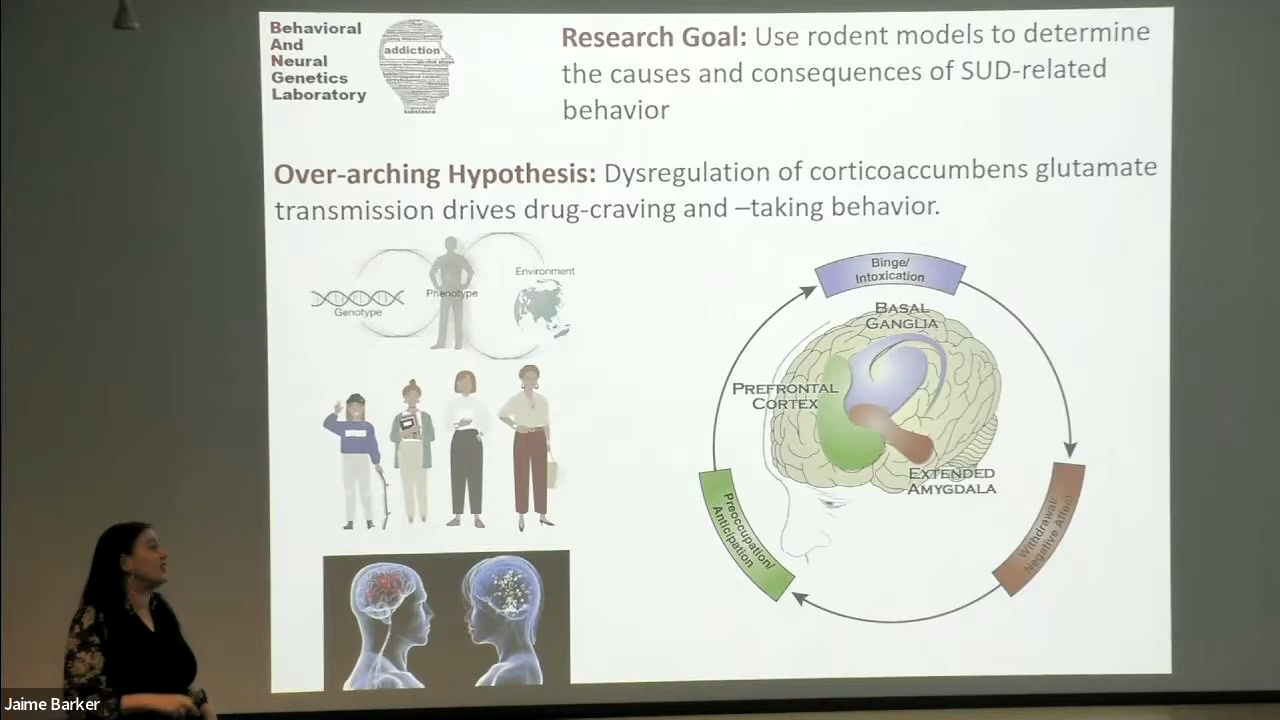 Behavioral
And
Neural
Genetics
Laboratory
addiction
substance
Research Goal: Use rodent models to determine
the causes and consequences of SUD-related
behavior
Over-arching Hypothesis: Dysregulation of corticoaccumbens glutamate
transmission drives drug-craving and –taking behavior.
Genotype
Phenotype
Environment
Binge/
Intoxication
BASAL
GANGLIA
PREFRONTAL
CORTEX
EXTENDED
AMYGDALA
Preoccupation/
Anticipation
Withdrawal/
Negative Affect
Jaime Barker